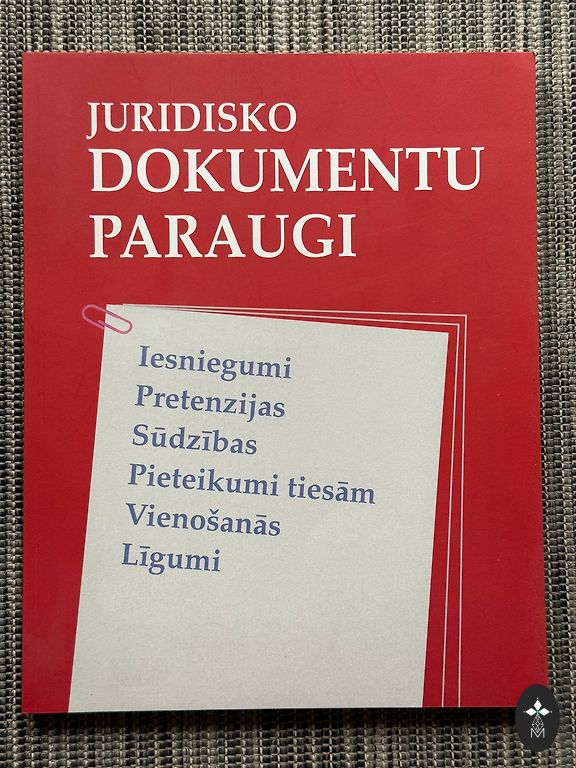 JURIDISKO
DOKUMENTU
PARAUGI
Iesniegumi
Pretenzijas
Sūdzības
Pieteikumi tiesām
Vienošanās
Līgumi
M